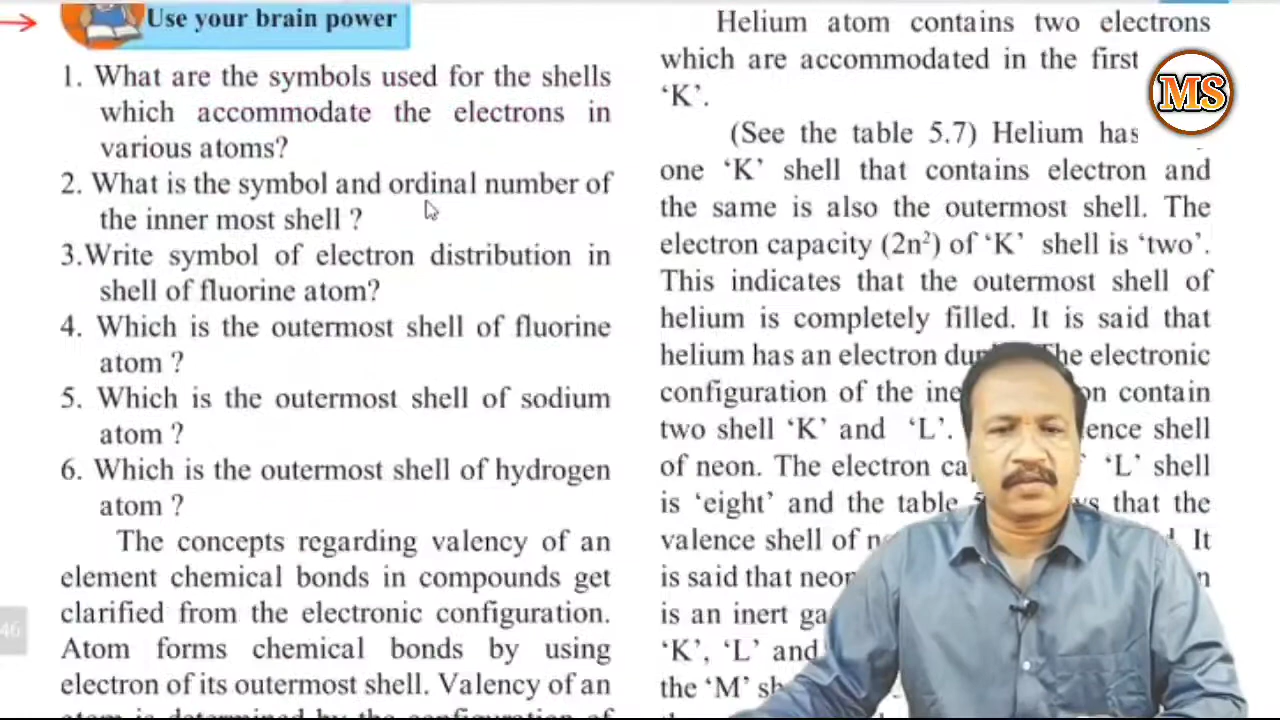 Use your brain power
1. What are the symbols used for the shells
which accommodate the electrons in
various atoms?
2. What is the symbol and ordinal number of
the inner most shell ?
3.Write symbol of electron distribution in
shell of fluorine atom?
4. Which is the outermost shell of fluorine
atom ?
5. Which is the outermost shell of sodium
atom ?
6. Which is the outermost shell of hydrogen
atom ?
The concepts regarding valency of an
element chemical bonds in compounds get
clarified from the electronic configuration.
Atom forms chemical bonds by using
electron of its outermost shell. Valency of an
atom is determined by the configuration of
46
Helium atom contains two electrons
which are accommodated in the first
‘K’.
(See the table 5.7) Helium has
one ‘K’ shell that contains electron and
the same is also the outermost shell. The
electron capacity (2n²) of ‘K’ shell is ‘two’.
This indicates that the outermost shell of
helium is completely filled. It is said that
helium has an electron The electronic
configuration of the contain
two shell ‘K’ and ‘L’. shell
of neon. The electron ‘L’ shell
is ‘eight’ and the table that the
valence shell of It
is said that
is an inert
‘K’, ‘L’ and
the ‘M’
MS